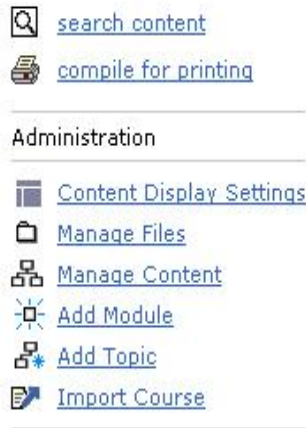 search content
compile for printing
Administration
Content Display Settings
Manage Files
Manage Content
Add Module
Add Topic
Import Course